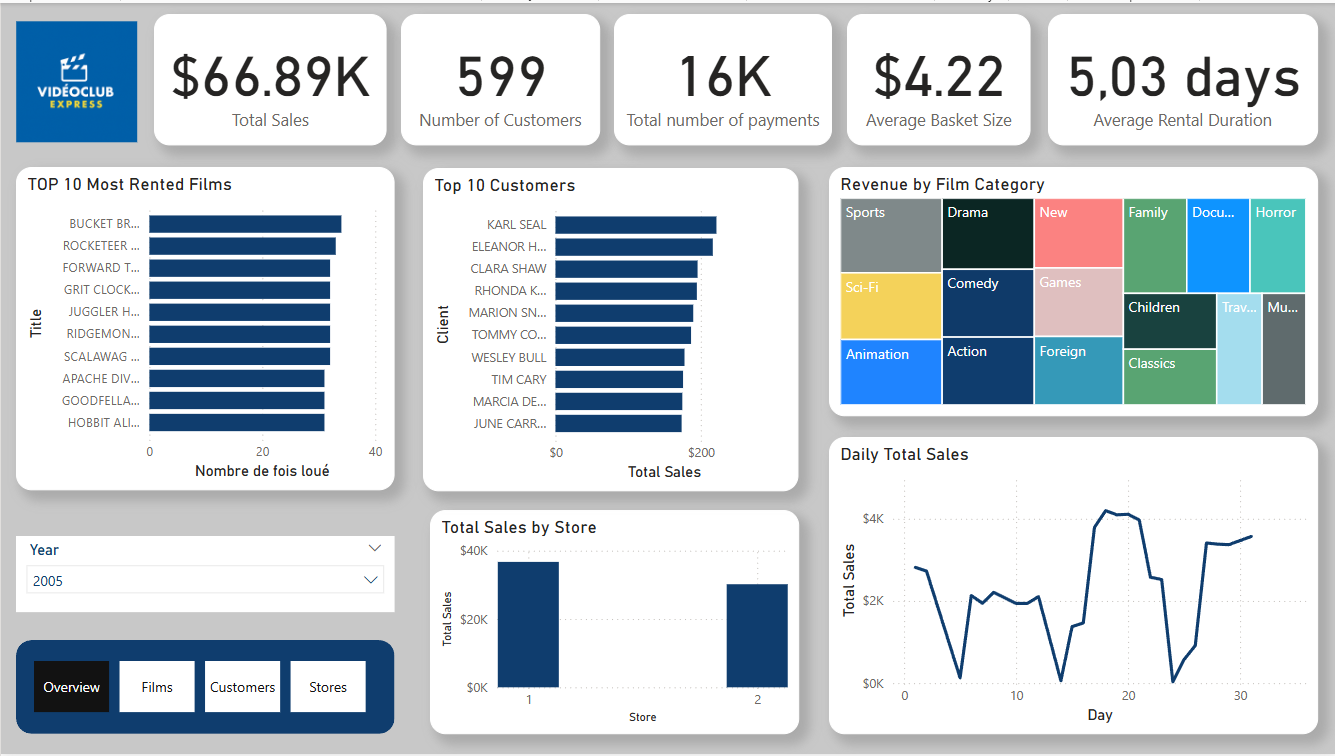 VIDÉOCLUB
EXPRESS
$66.89K
Total Sales
599
Number of Customers
16K
Total number of payments
$4.22
Average Basket Size
5,03 days
Average Rental Duration
TOP 10 Most Rented Films
Title
BUCKET BR...
ROCKETEER ...
FORWARD T...
GRIT CLOCK...
JUGGLER H...
RIDGEMON...
SCALAWAG ...
APACHE DIV...
GOODFELLA...
HOBBIT ALI...
0 20 40
Nombre de fois loué
Top 10 Customers
Client
KARL SEAL
ELEANOR H...
CLARA SHAW
RHONDA K...
MARION SN...
TOMMY CO...
WESLEY BULL
TIM CARY
MARCIA DE...
JUNE CARR...
$0 $200
Total Sales
Revenue by Film Category
Sports
Sci-Fi
Animation
Drama
Comedy
Action
New
Games
Foreign
Family
Docu...
Horror
Children
Classics
Trav...
Mu...
Year
2005
Overview
Films
Customers
Stores
Total Sales by Store
Total Sales
$40K
$20K
$0K
1 2
Store
Daily Total Sales
Total Sales
$4K
$2K
$0K
0 10 20 30
Day